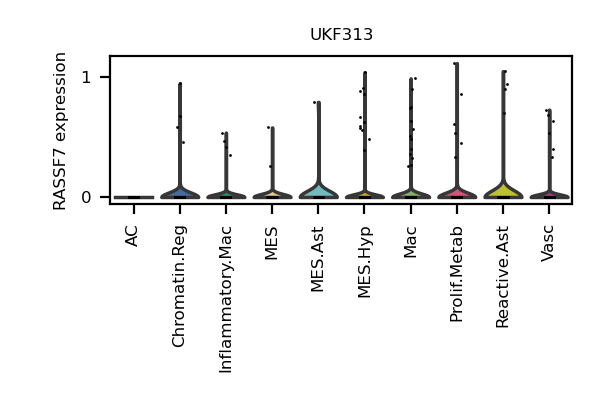 UKF313
RASSF7 expression
1
0
AC
Chromatin.Reg
Inflammatory.Mac
MES
MES.Ast
MES.Hyp
Mac
Prolif.Metab
Reactive.Ast
Vasc